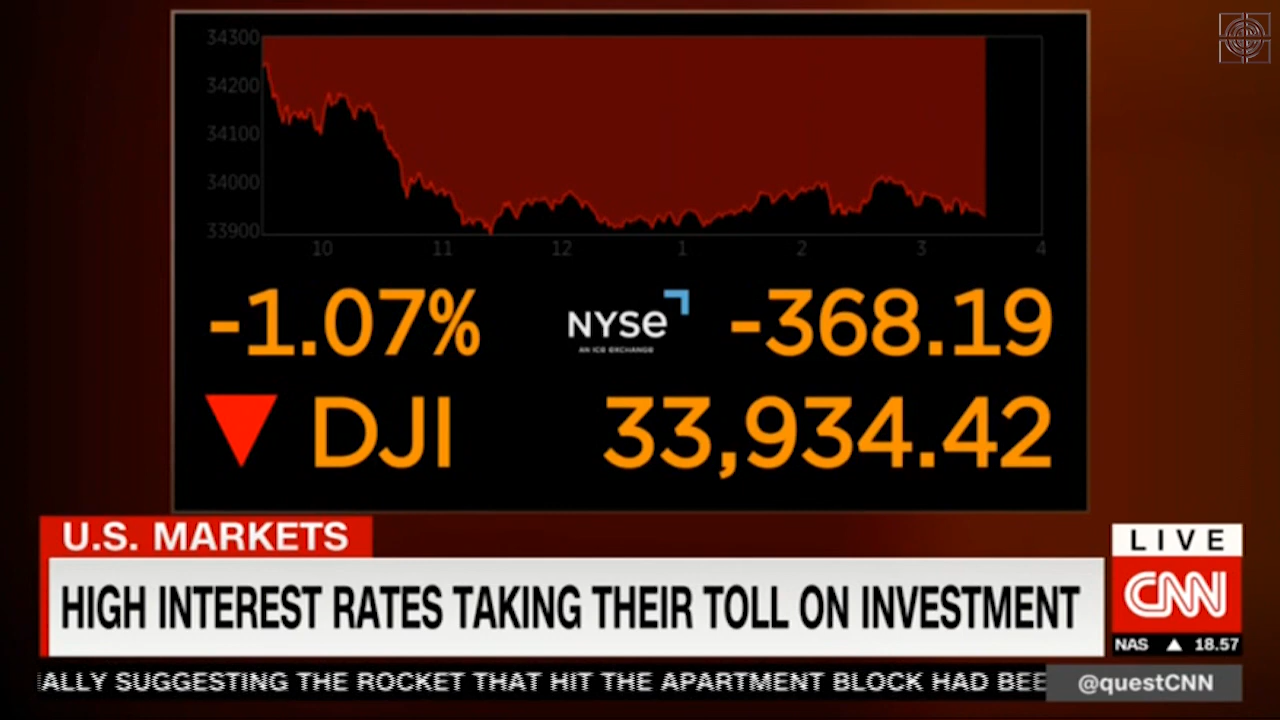 34300
34200
34100
34000
33900
10 11 12 1 2 3 4
-1.07% NYSE -368.19
AN ICE EXCHANGE
▼ DJI 33,934.42
U.S. MARKETS
HIGH INTEREST RATES TAKING THEIR TOLL ON INVESTMENT
LIVE
CNN
NAS ▲ 18.57
ALLY SUGGESTING THE ROCKET THAT HIT THE APARTMENT BLOCK HAD BEE
@questCNN